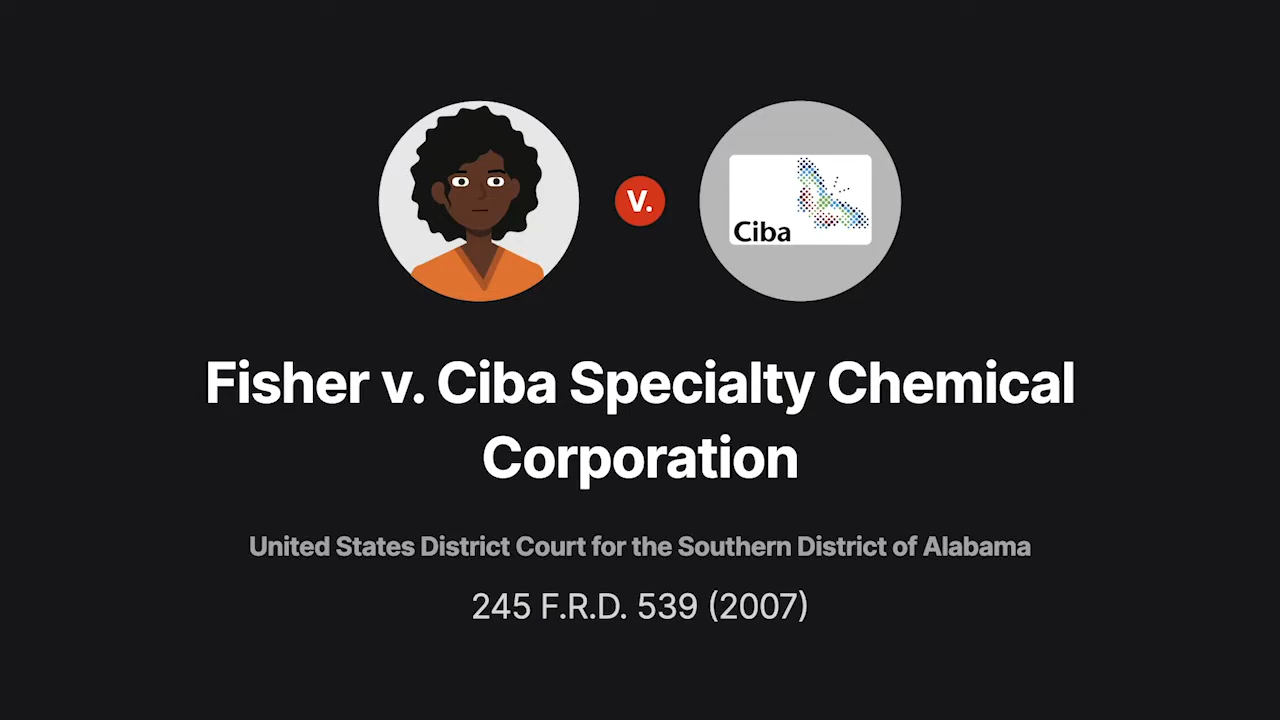 V.
Ciba
Fisher v. Ciba Specialty Chemical
Corporation
United States District Court for the Southern District of Alabama
245 F.R.D. 539 (2007)